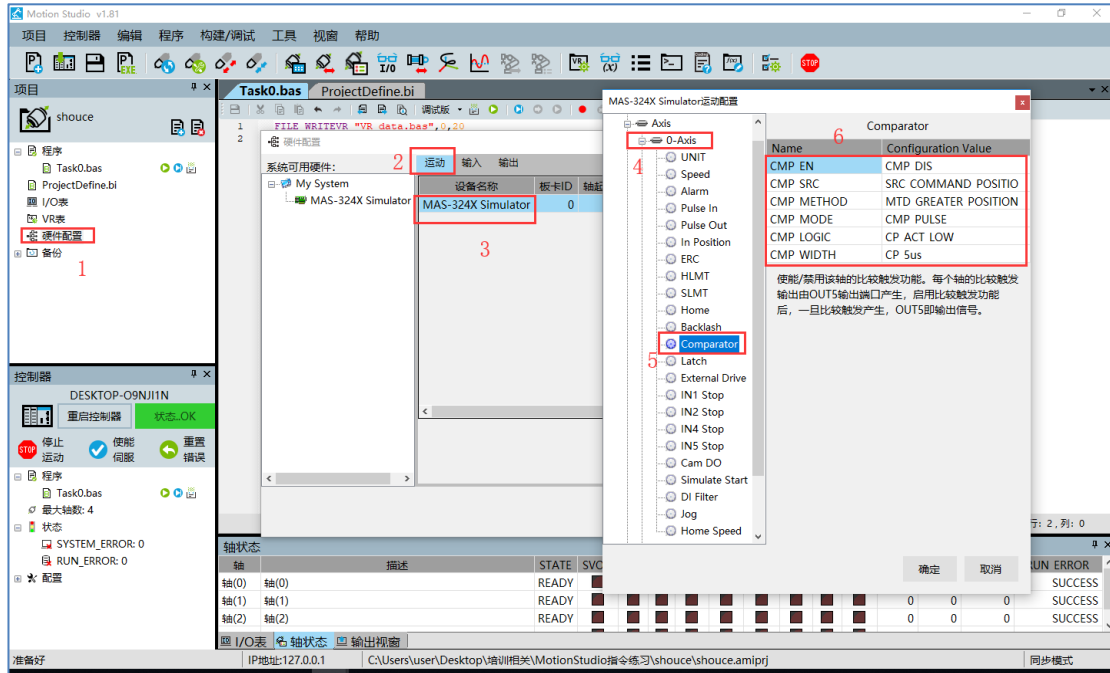 Motion Studio v1.81
项目 控制器 编辑 程序 构建/调试 工具 视窗 帮助
项目
Task0.bas ProjectDefine.bi
shouce
调试版
1 FILE WRITEVR "VR data.bas",0,20
2
程序
Task0.bas
ProjectDefine.bi
I/O表
VR表
硬件配置
备份
1
硬件配置
系统可用硬件:
My System
MAS-324X Simulator
2
运动 输入 输出
设备名称 板卡ID
MAS-324X Simulator 0
3
MAS-324X Simulator运动配置
Axis
0-Axis
4
UNIT
Speed
Alarm
Pulse In
Pulse Out
In Position
ERC
HLMT
SLMT
Home
Backlash
Comparator
5
Latch
External Drive
IN1 Stop
IN2 Stop
IN4 Stop
IN5 Stop
Cam DO
Simulate Start
DI Filter
Jog
Home Speed
Comparator
6
Name Configuration Value
CMP EN CMP DIS
CMP SRC SRC COMMAND POSITIO
CMP METHOD MTD GREATER POSITION
CMP MODE CMP PULSE
CMP LOGIC CP ACT LOW
CMP WIDTH CP 5us
使能/禁用该轴的比较触发功能。每个轴的比较触发
输出由OUT5输出端口产生，启用比较触发功能
后，一旦比较触发产生，OUT5即输出信号。
确定 取消
控制器
DESKTOP-O9NJI1N
重启控制器 状态..OK
停止运动 使能伺服 重置错误
程序
Task0.bas
最大轴数: 4
状态
SYSTEM_ERROR: 0
RUN_ERROR: 0
配置
行: 2 , 列: 0
轴状态
轴 描述 STATE
轴(0) 轴(0) READY SUCCESS
轴(1) 轴(1) READY 0 0 0 SUCCESS
轴(2) 轴(2) READY 0 0 0 SUCCESS
I/O表 轴状态 输出视窗
准备好 IP地址:127.0.0.1 C:\Users\user\Desktop\培训相关\MotionStudio指令练习\shouce\shouce.amiprj 同步模式